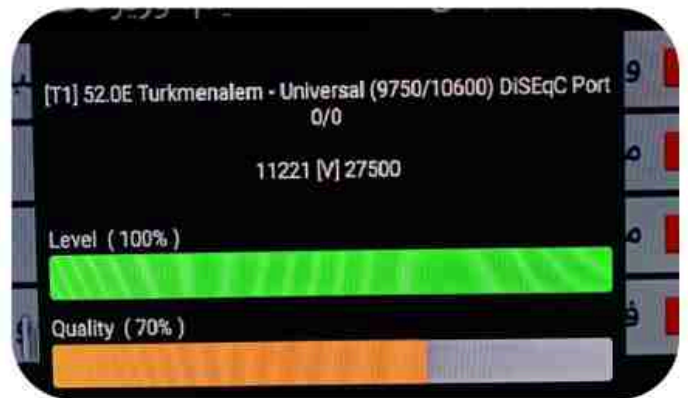 [T1] 52.0E Turkmenalem - Universal (9750/10600) DiSEqC Port
0/0
11221 [V] 27500
Level ( 100% )
Quality ( 70% )